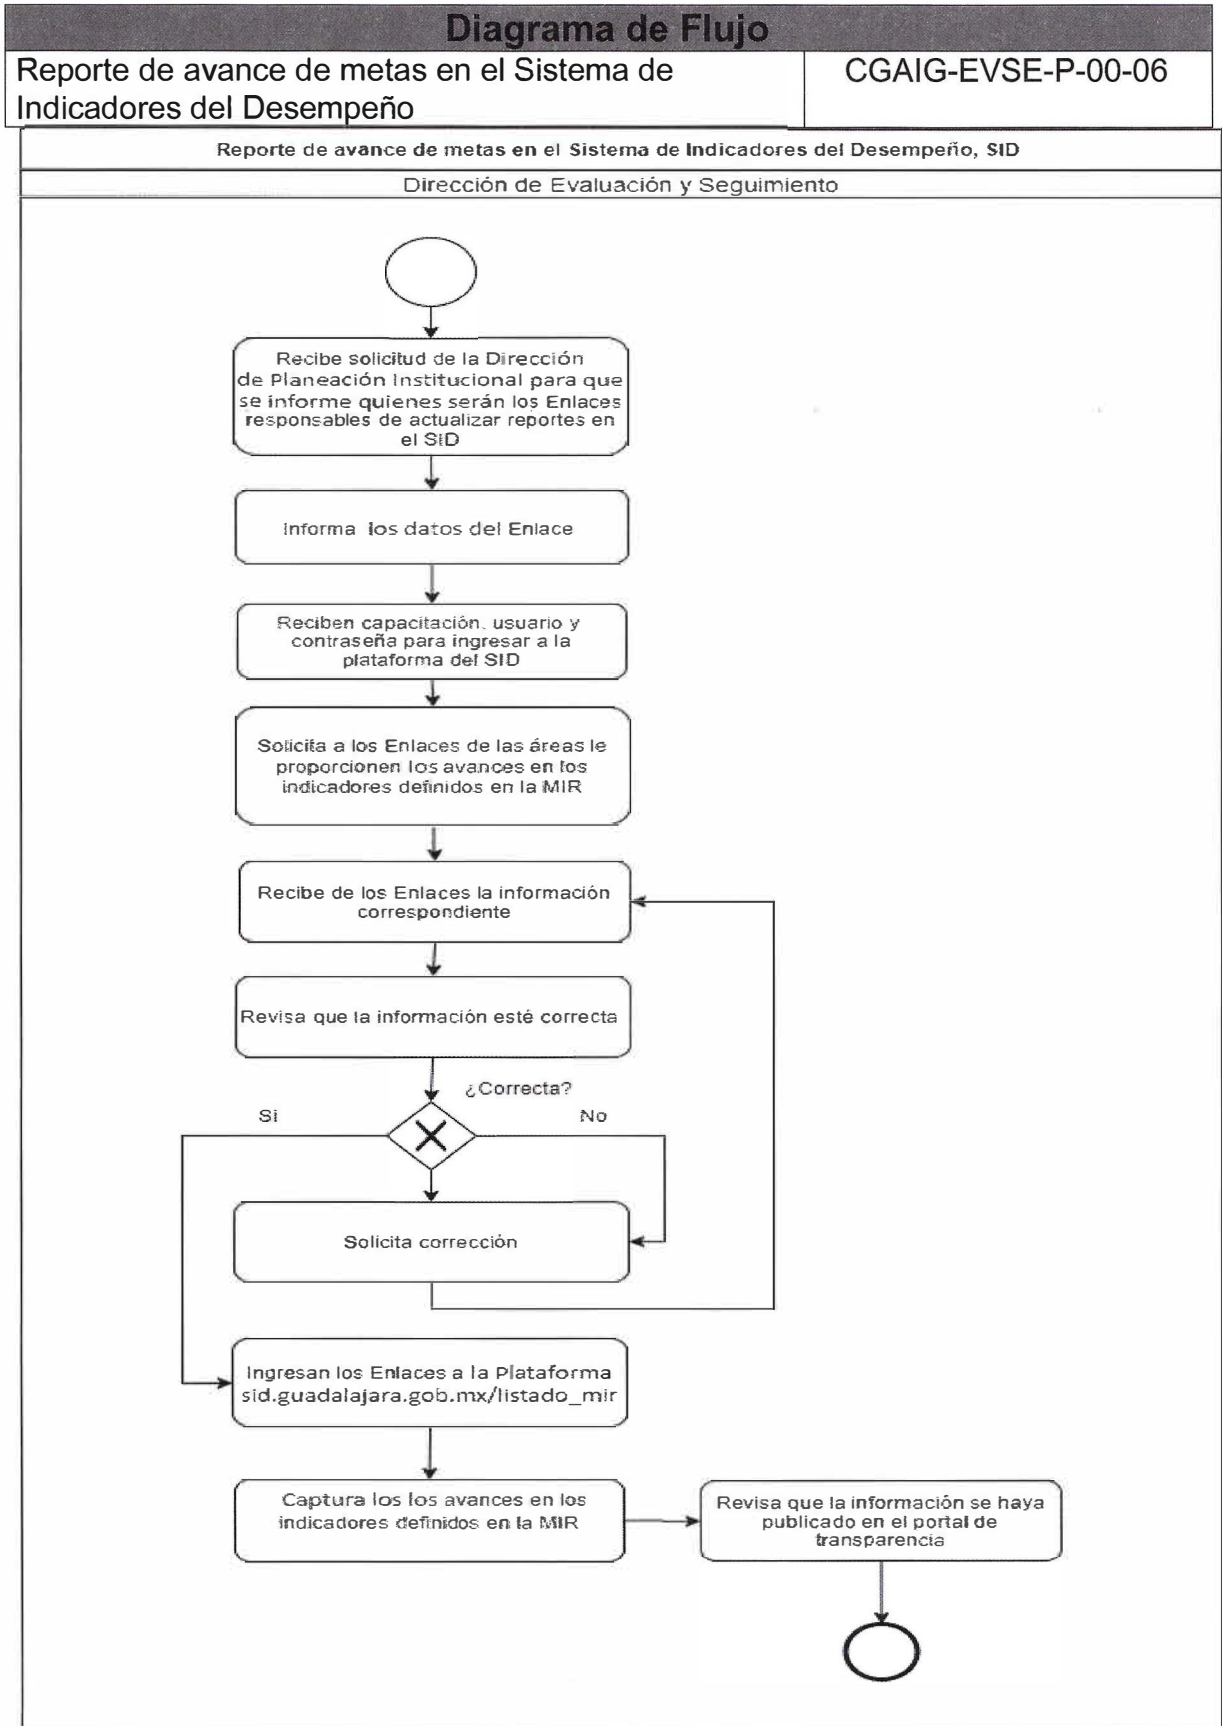 Diagrama de Flujo
Reporte de avance de metas en el Sistema de
Indicadores del Desempeño
CGAIG-EVSE-P-00-06
Reporte de avance de metas en el Sistema de Indicadores del Desempeño, SID
Dirección de Evaluación y Seguimiento
Recibe solicitud de la Dirección
de Planeación Institucional para que
se informe quienes serán los Enlaces
responsables de actualizar reportes en
el SID
Informa los datos del Enlace
Reciben capacitación, usuario y
contraseña para ingresar a la
plataforma del SID
Solicita a los Enlaces de las áreas le
proporcionen los avances en los
indicadores definidos en la MIR
Recibe de los Enlaces la información
correspondiente
Revisa que la información esté correcta
¿Correcta?
Si
No
Solicita corrección
Ingresan los Enlaces a la Plataforma
sid.guadalajara.gob.mx/listado_mir
Captura los los avances en los
indicadores definidos en la MIR
Revisa que la información se haya
publicado en el portal de
transparencia